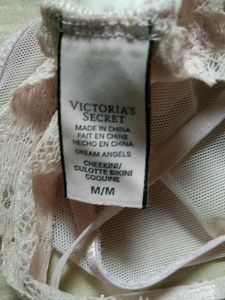 VICTORIA'S
SECRET
MADE IN CHINA
FAIT EN CHINE
HECHO EN CHINA
DREAM ANGELS
CHEEKINI/
CULOTTE BIKINI
COQUINE
M/M